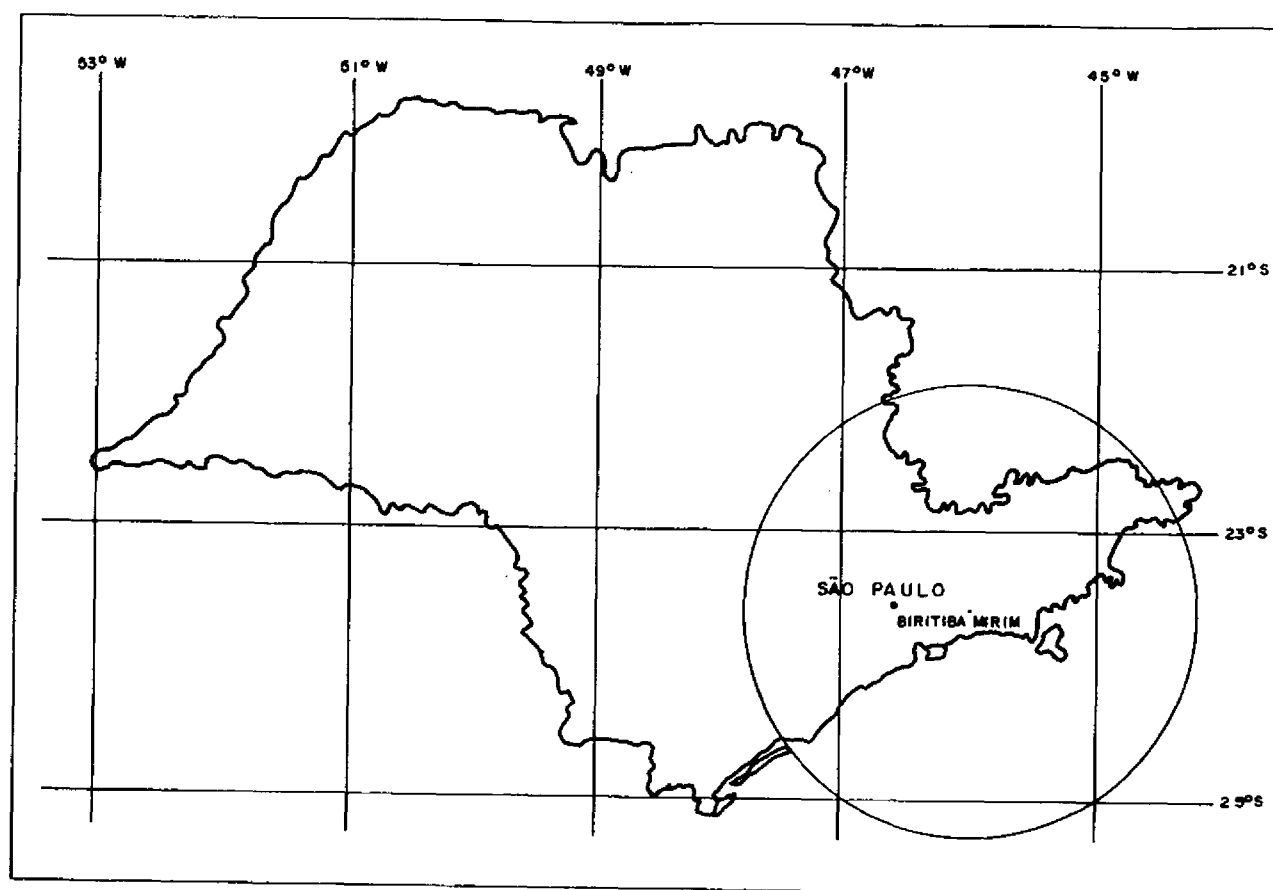 53° W
51° W
49° W
47° W
45° W
21° S
23° S
SÃO PAULO
BIRITIBA MIRIM
25° S